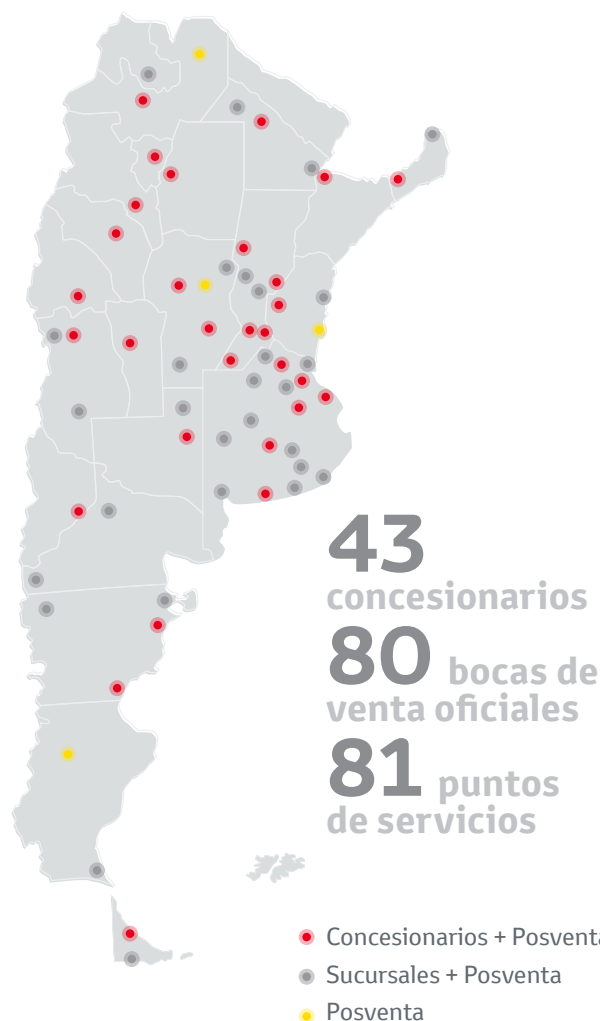 43
concesionarios
80 bocas de
venta oficiales
81 puntos
de servicios
Concesionarios + Posventa
Sucursales + Posventa
Posventa